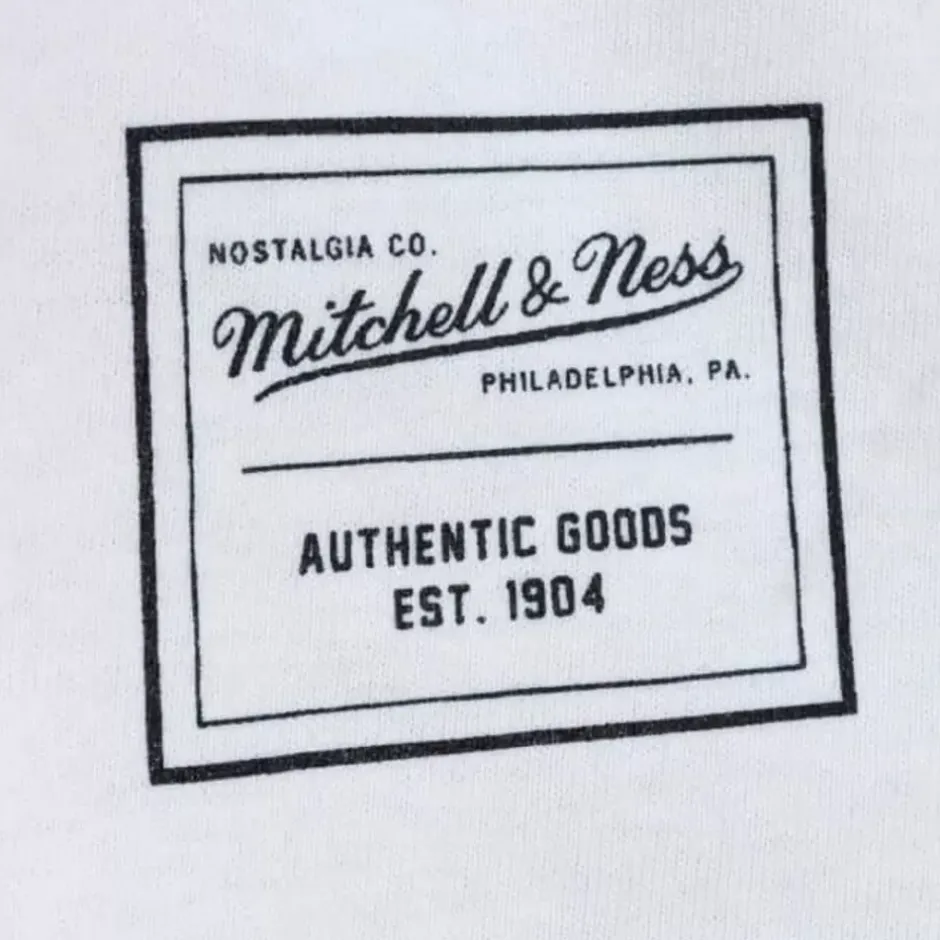 NOSTALGIA CO.
Mitchell & Ness
PHILADELPHIA, PA.
AUTHENTIC GOODS
EST. 1904